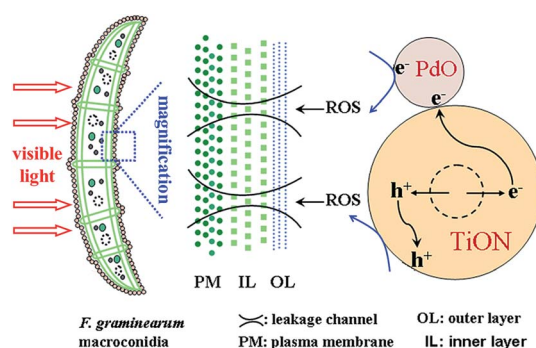 visible
light
magnification
PM IL OL
ROS
ROS
e⁻ PdO
e⁻
h⁺ e⁻
TiON
h⁺
F. graminearum
macroconidia
: leakage channel
PM: plasma membrane
OL: outer layer
IL: inner layer